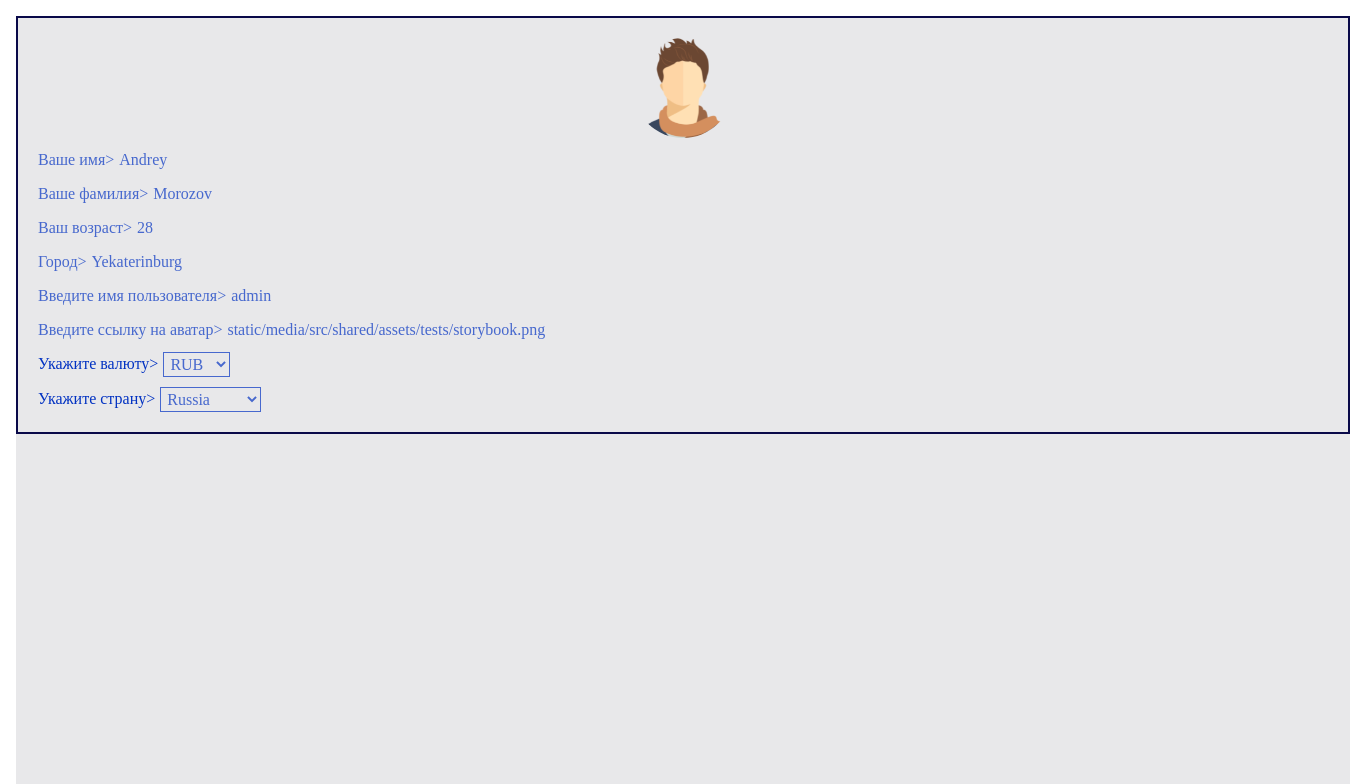 Ваше имя> Andrey
Ваше фамилия> Morozov
Ваш возраст> 28
Город> Yekaterinburg
Введите имя пользователя> admin
Введите ссылку на аватар> static/media/src/shared/assets/tests/storybook.png
Укажите валюту> RUB
Укажите страну> Russia